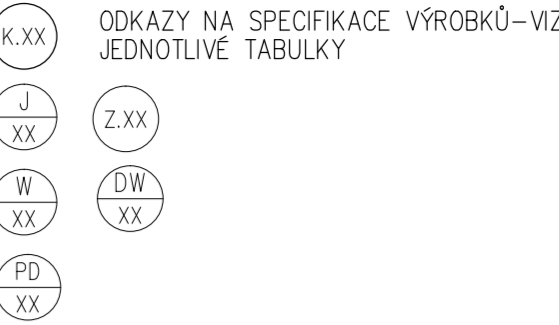 K.XX
ODKAZY NA SPECIFIKACE VÝROBKŮ-VIZ
JEDNOTLIVÉ TABULKY
J
XX
Z.XX
W
XX
DW
XX
PD
XX